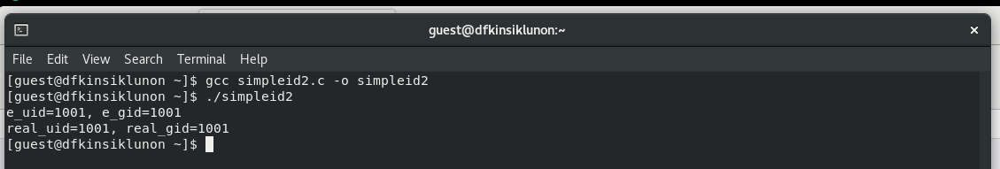 guest@dfkinsiklunon:~
File Edit View Search Terminal Help
[guest@dfkinsiklunon ~]$ gcc simpleid2.c -o simpleid2
[guest@dfkinsiklunon ~]$ ./simpleid2
e_uid=1001, e_gid=1001
real_uid=1001, real_gid=1001
[guest@dfkinsiklunon ~]$